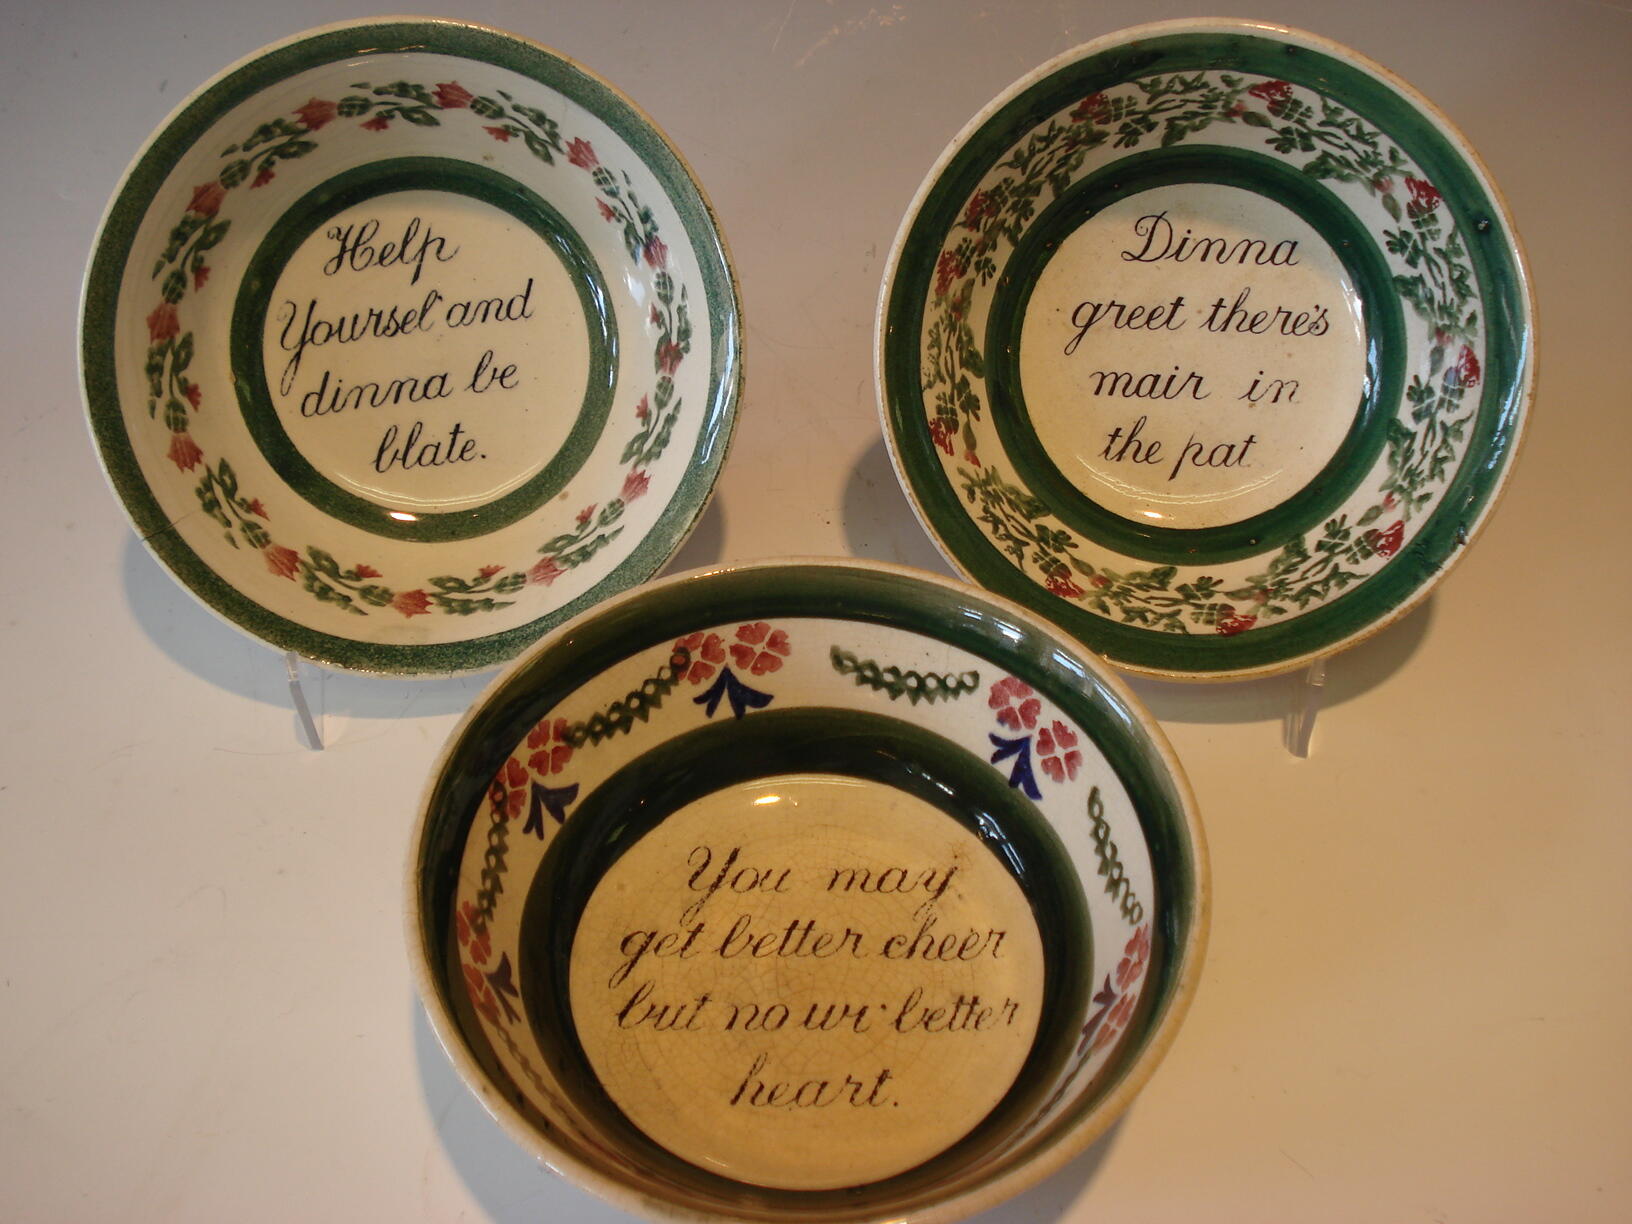 Help
Yoursel' and
dinna be
blate.
Dinna
greet there's
mair in
the pat
You may
get better cheer
but no wi' better
heart.